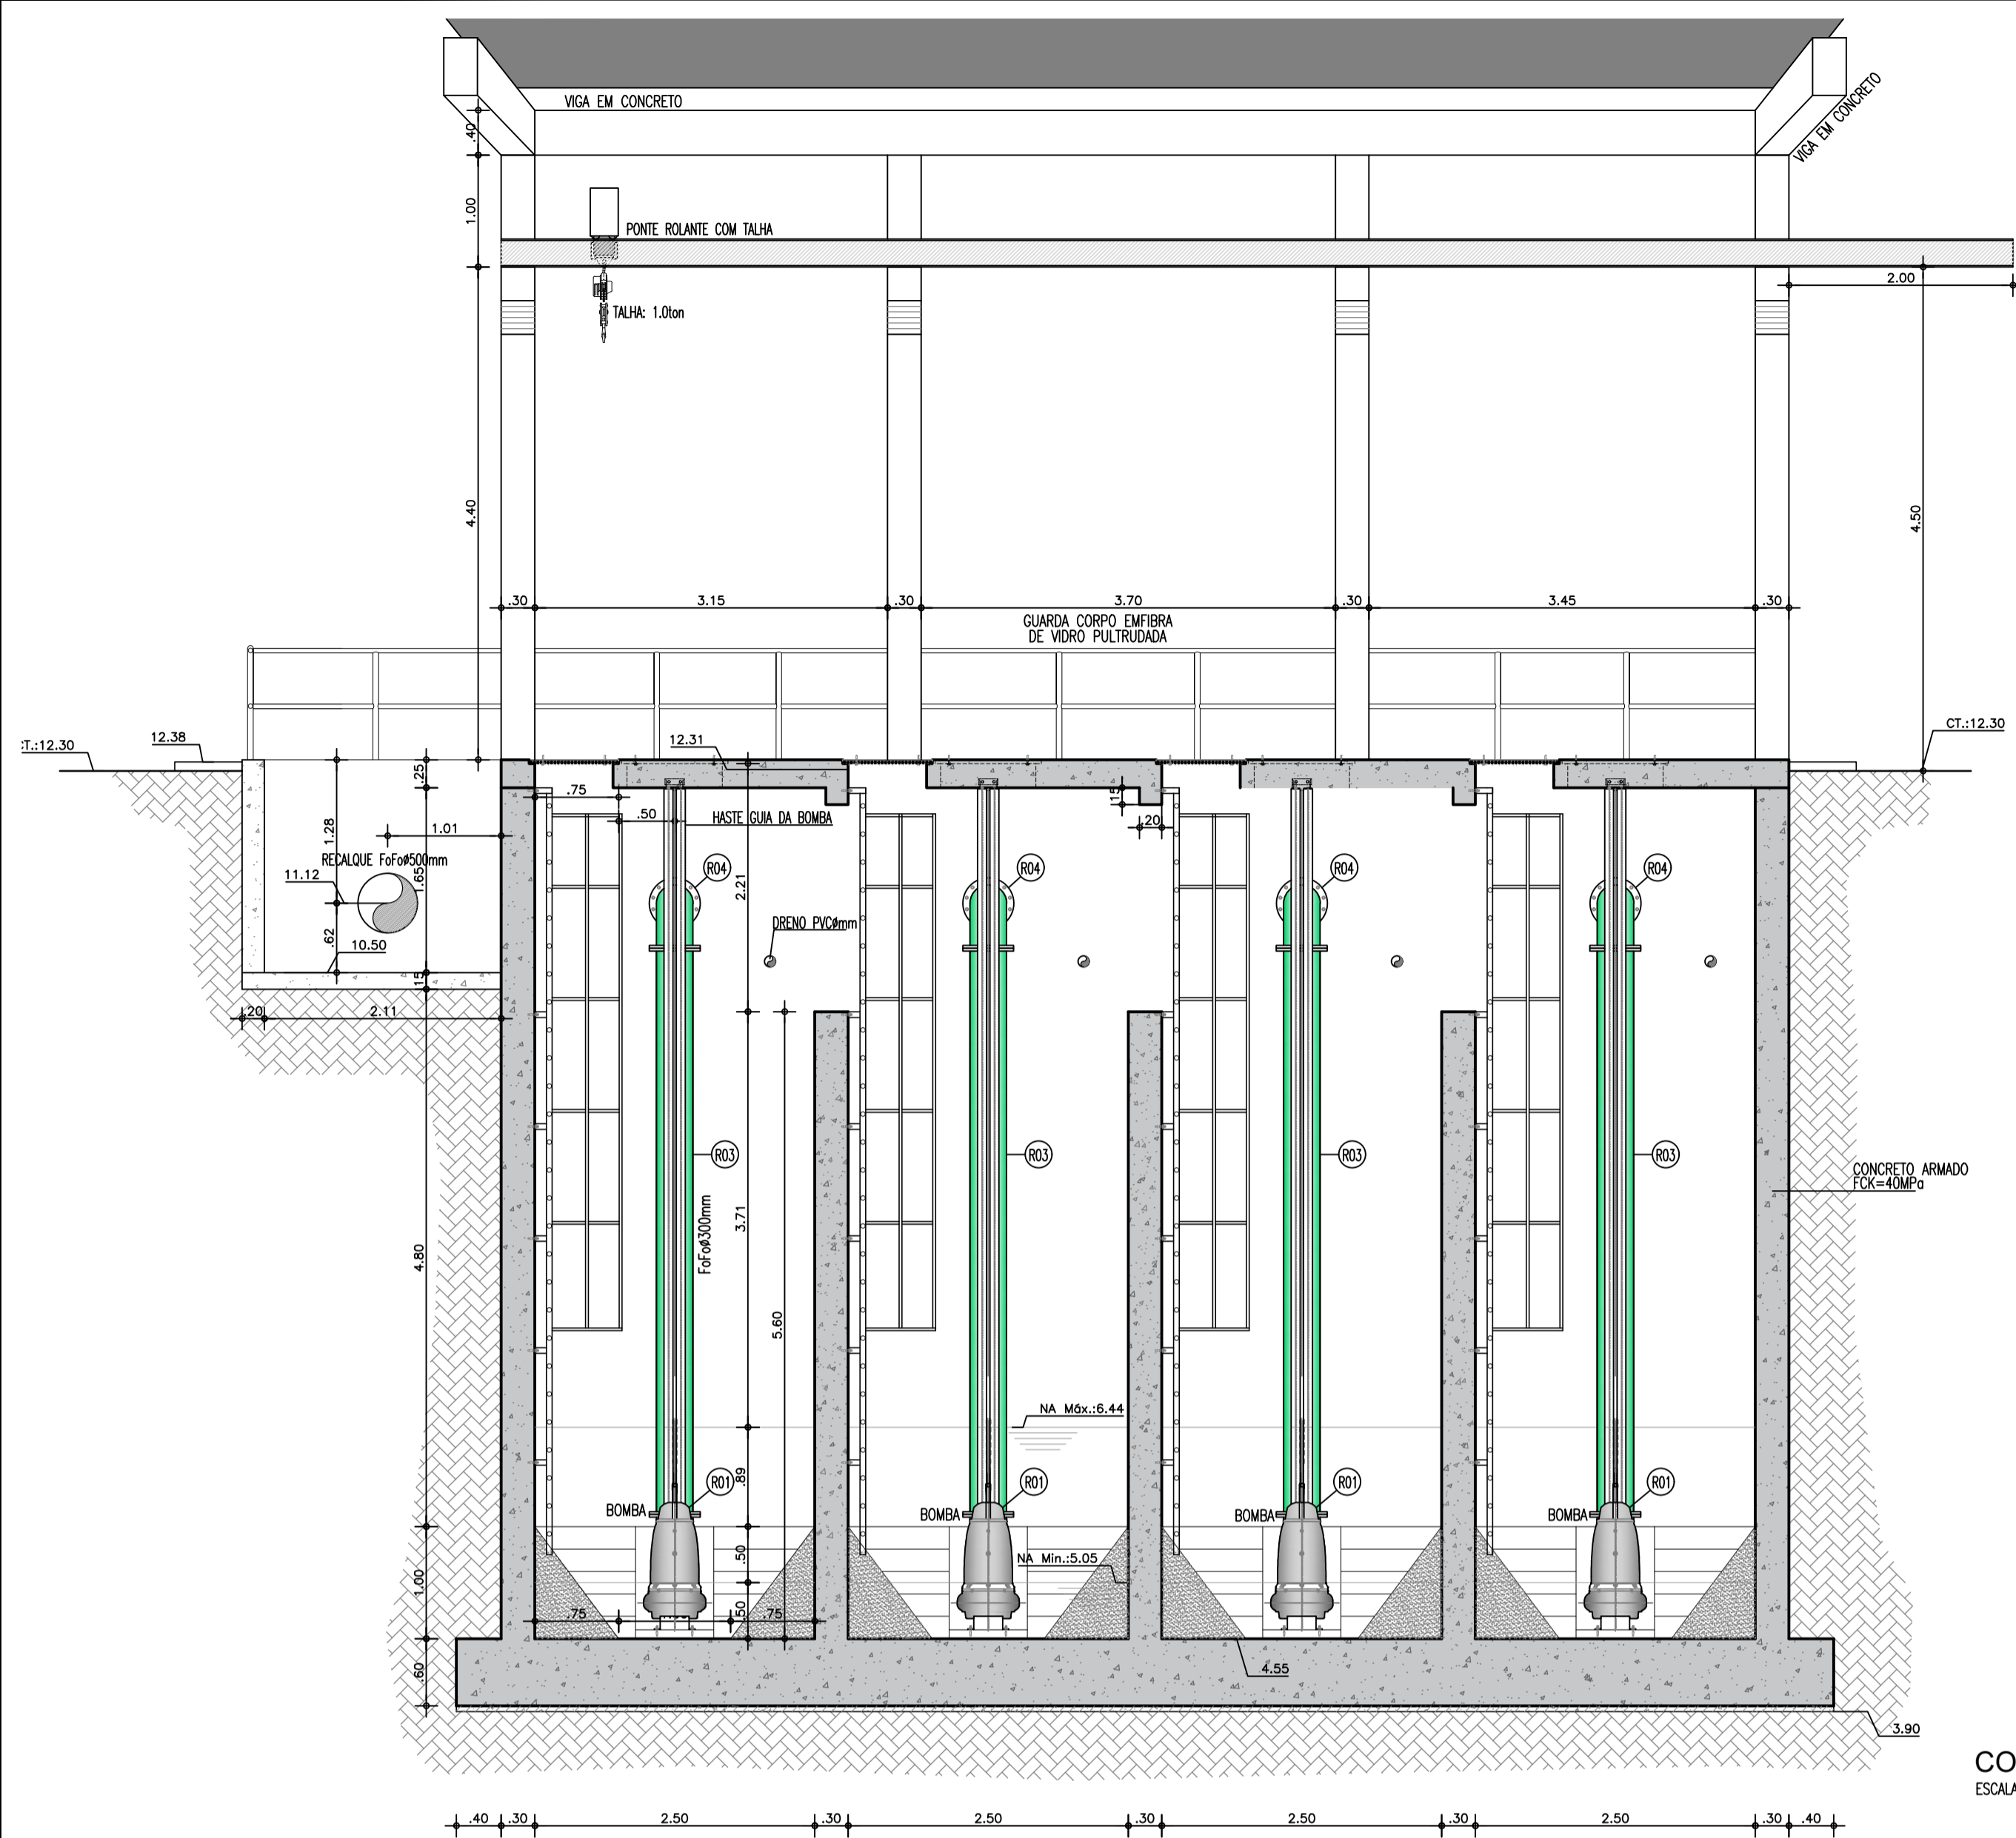 VIGA EM CONCRETO
VIGA EM CONCRETO
.40
1.00
PONTE ROLANTE COM TALHA
2.00
TALHA: 1.0ton
4.40
4.50
.30
3.15
.30
3.70
.30
3.45
.30
GUARDA CORPO EMFIBRA
DE VIDRO PULTRUDADA
T.:12.30
12.38
12.31
CT.:12.30
.25
.75
.15
.50
HASTE GUIA DA BOMBA
.20
1.28
1.01
RECALQUE FoFoø500mm
1.65
11.12
R04
R04
R04
R04
2.21
DRENO PVCømm
.62
10.50
.15
.20
2.11
R03
R03
R03
R03
CONCRETO ARMADO
FCK=40MPa
FoFoø300mm
3.71
4.80
5.60
NA Máx.:6.44
.89
R01
R01
R01
R01
BOMBA
BOMBA
BOMBA
BOMBA
.50
NA Min.:5.05
1.00
.50
.75
.75
4.55
.60
3.90
CO
ESCALA
.40
.30
2.50
.30
2.50
.30
2.50
.30
2.50
.30
.40